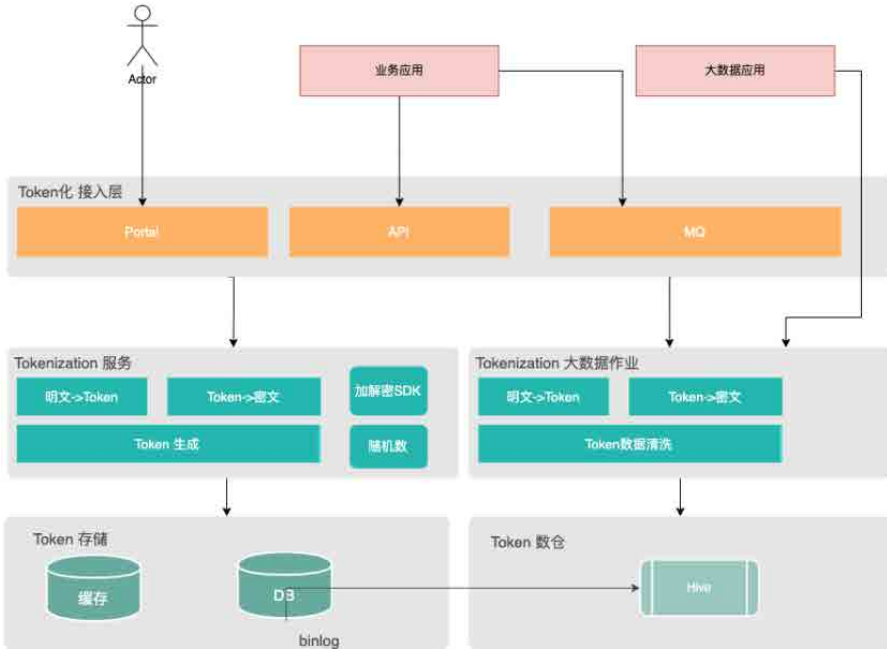 Actor
业务应用
大数据应用
Token化 接入层
Portal
API
MQ
Tokenization 服务
明文->Token
Token->密文
加解密SDK
Token 生成
随机数
Tokenization 大数据作业
明文->Token
Token->密文
Token数据清洗
Token 存储
缓存
DB
binlog
Token 数仓
Hive